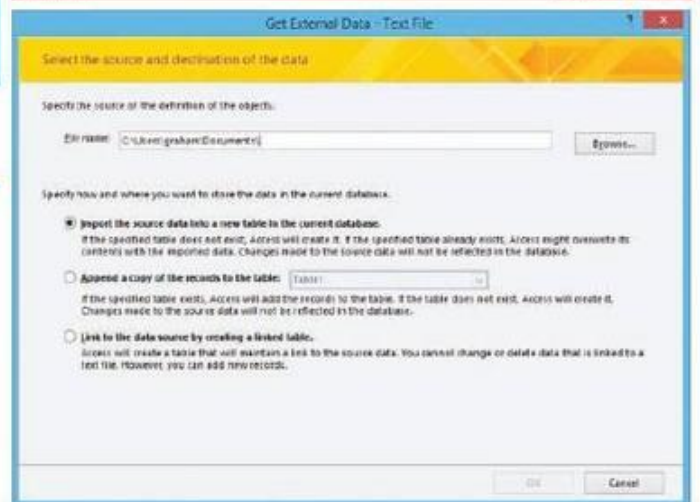 Get External Data - Text File
Select the source and destination of the data
Specify the source of the definition of the objects.
File name: C:\Users\graham\Documents\
Browse...
Specify how and where you want to store the data in the current database.
Import the source data into a new table in the current database.
If the specified table does not exist, Access will create it. If the specified table already exists, Access might overwrite its
contents with the imported data. Changes made to the source data will not be reflected in the database.
Append a copy of the records to the table: Table1
If the specified table exists, Access will add the records to the table. If the table does not exist, Access will create it.
Changes made to the source data will not be reflected in the database.
Link to the data source by creating a linked table.
Access will create a table that will maintain a link to the source data. You cannot change or delete data that is linked to a
text file. However, you can add new records.
OK Cancel